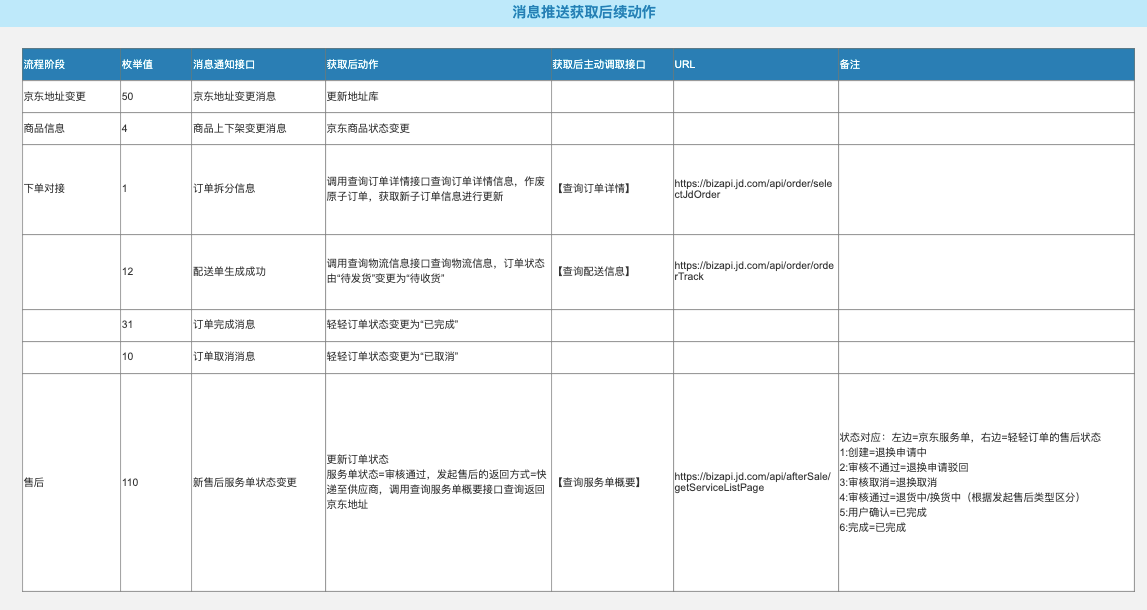 消息推送获取后续动作
流程阶段 枚举值 消息通知接口 获取后动作 获取后主动调取接口 URL 备注
京东地址变更 50 京东地址变更消息 更新地址库
商品信息 4 商品上下架变更消息 京东商品状态变更
下单对接 1 订单拆分信息
调用查询订单详情接口查询订单详情信息，作废
原子订单，获取新子订单信息进行更新
【查询订单详情】
https://bizapi.jd.com/api/order/sele
ctJdOrder
12 配送单生成成功
调用查询物流信息接口查询物流信息，订单状态
由“待发货”变更为“待收货”
【查询配送信息】
https://bizapi.jd.com/api/order/orde
rTrack
31 订单完成消息 轻轻订单状态变更为“已完成”
10 订单取消消息 轻轻订单状态变更为“已取消”
售后 110 新售后服务单状态变更
更新订单状态
服务单状态=审核通过，发起售后的返回方式=快
递至供应商，调用查询服务单概要接口查询返回
京东地址
【查询服务单概要】
https://bizapi.jd.com/api/afterSale/
getServiceListPage
状态对应：左边=京东服务单，右边=轻轻订单的售后状态
1:创建=退换申请中
2:审核不通过=退换申请驳回
3:审核取消=退换取消
4:审核通过=退货中/换货中（根据发起售后类型区分）
5:用户确认=已完成
6:完成=已完成